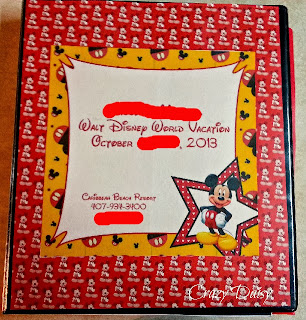 Walt Disney World Vacation
October , 2013
Caribbean Beach Resort
407-934-3400
Crazy Daisy